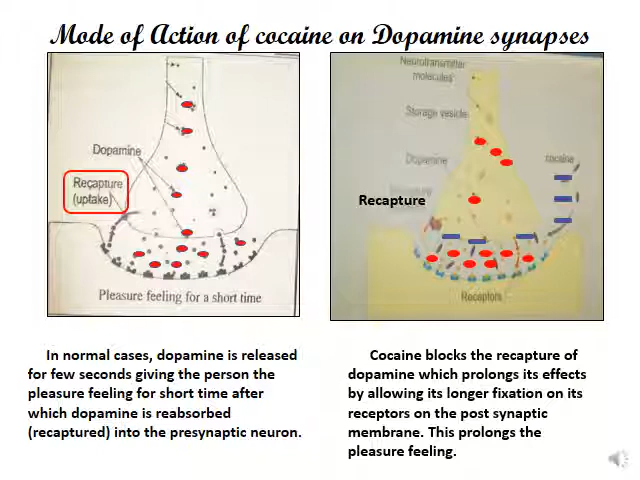 Mode of Action of cocaine on Dopamine synapses
Dopamine
Recapture
(uptake)
Pleasure feeling for a short time
Neurotransmitter
molecules
Storage vesicle
Dopamine
cocaine
Recapture
Receptors
In normal cases, dopamine is released
for few seconds giving the person the
pleasure feeling for short time after
which dopamine is reabsorbed
(recaptured) into the presynaptic neuron.
Cocaine blocks the recapture of
dopamine which prolongs its effects
by allowing its longer fixation on its
receptors on the post synaptic
membrane. This prolongs the
pleasure feeling.